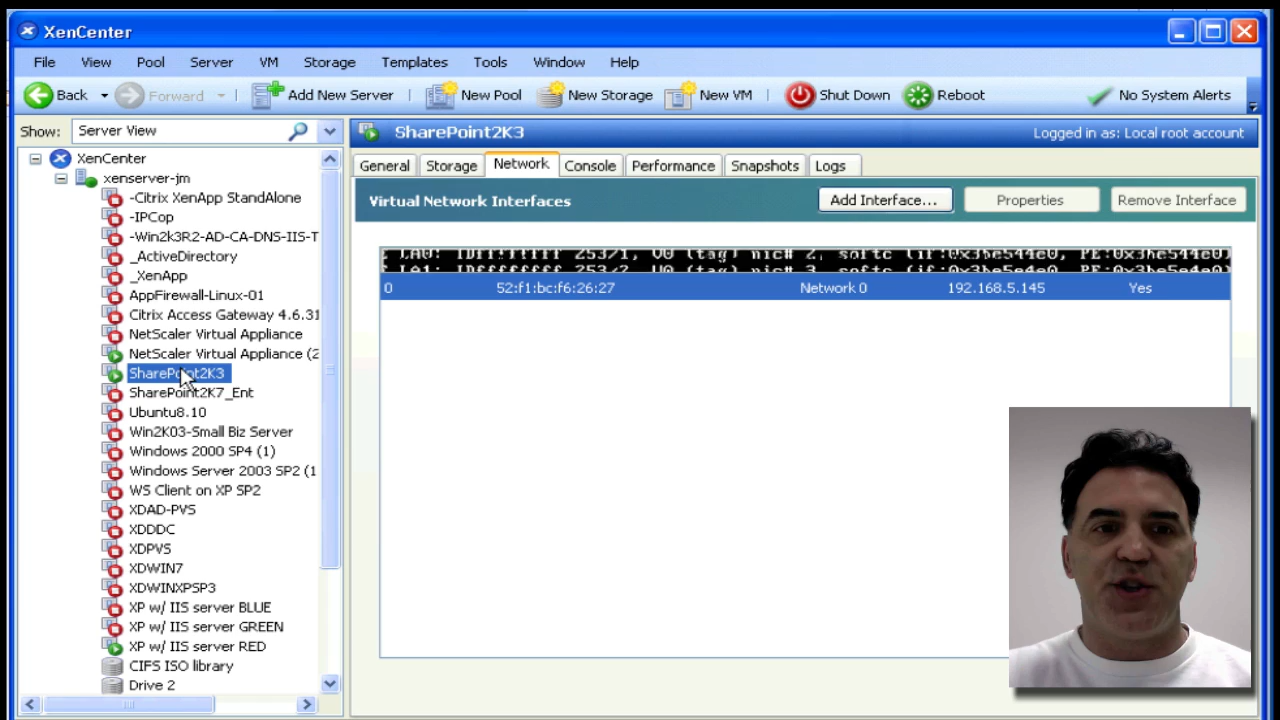 XenCenter
File View Pool Server VM Storage Templates Tools Window Help
Back Forward Add New Server New Pool New Storage New VM Shut Down Reboot No System Alerts
Show: Server View
SharePoint2K3 Logged in as: Local root account
General Storage Network Console Performance Snapshots Logs
Virtual Network Interfaces Add Interface... Properties Remove Interface
0 52:f1:bc:f6:26:27 Network 0 192.168.5.145 Yes
XenCenter
xenserver-jm
-Citrix XenApp StandAlone
-IPCop
-Win2k3R2-AD-CA-DNS-IIS-T
_ActiveDirectory
_XenApp
AppFirewall-Linux-01
Citrix Access Gateway 4.6.31
NetScaler Virtual Appliance
NetScaler Virtual Appliance (2
SharePoint2K3
SharePoint2K7_Ent
Ubuntu8.10
Win2K03-Small Biz Server
Windows 2000 SP4 (1)
Windows Server 2003 SP2 (1
WS Client on XP SP2
XDAD-PVS
XDDDC
XDPVS
XDWIN7
XDWINXPSP3
XP w/ IIS server BLUE
XP w/ IIS server GREEN
XP w/ IIS server RED
CIFS ISO library
Drive 2